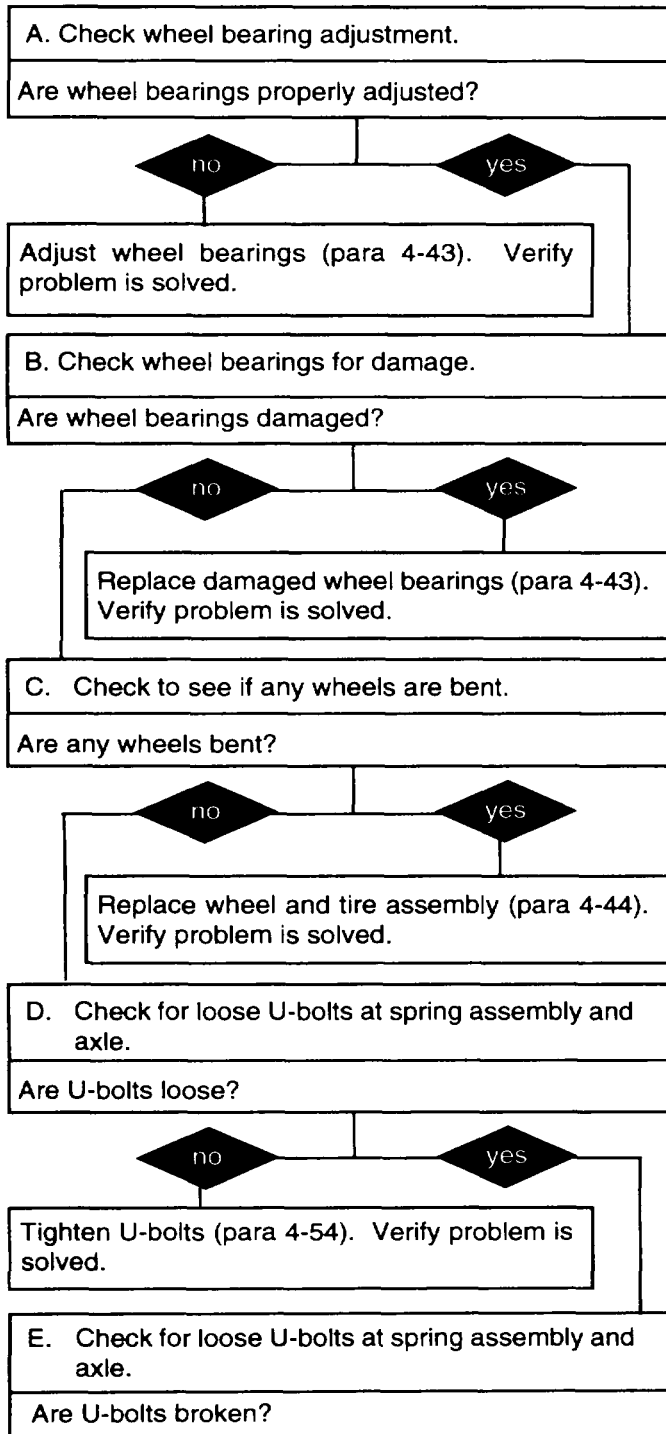 A. Check wheel bearing adjustment.
Are wheel bearings properly adjusted?
no
yes
Adjust wheel bearings (para 4-43). Verify
problem is solved.
B. Check wheel bearings for damage.
Are wheel bearings damaged?
no
yes
Replace damaged wheel bearings (para 4-43).
Verify problem is solved.
C. Check to see if any wheels are bent.
Are any wheels bent?
no
yes
Replace wheel and tire assembly (para 4-44).
Verify problem is solved.
D. Check for loose U-bolts at spring assembly and
axle.
Are U-bolts loose?
no
yes
Tighten U-bolts (para 4-54). Verify problem is
solved.
E. Check for loose U-bolts at spring assembly and
axle.
Are U-bolts broken?